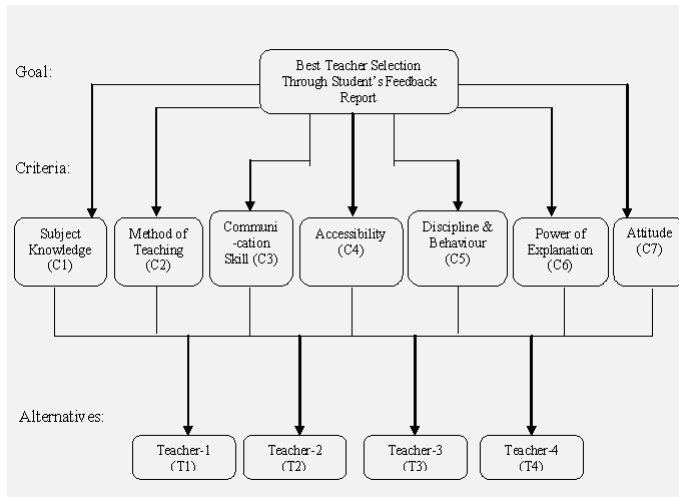 Goal:
Best Teacher Selection
Through Student's Feedback
Report
Criteria:
Subject
Knowledge
(C1)
Method of
Teaching
(C2)
Communi
-cation
Skill (C3)
Accessibility
(C4)
Discipline &
Behaviour
(C5)
Power of
Explanation
(C6)
Attitude
(C7)
Alternatives:
Teacher-1
(T1)
Teacher-2
(T2)
Teacher-3
(T3)
Teacher-4
(T4)